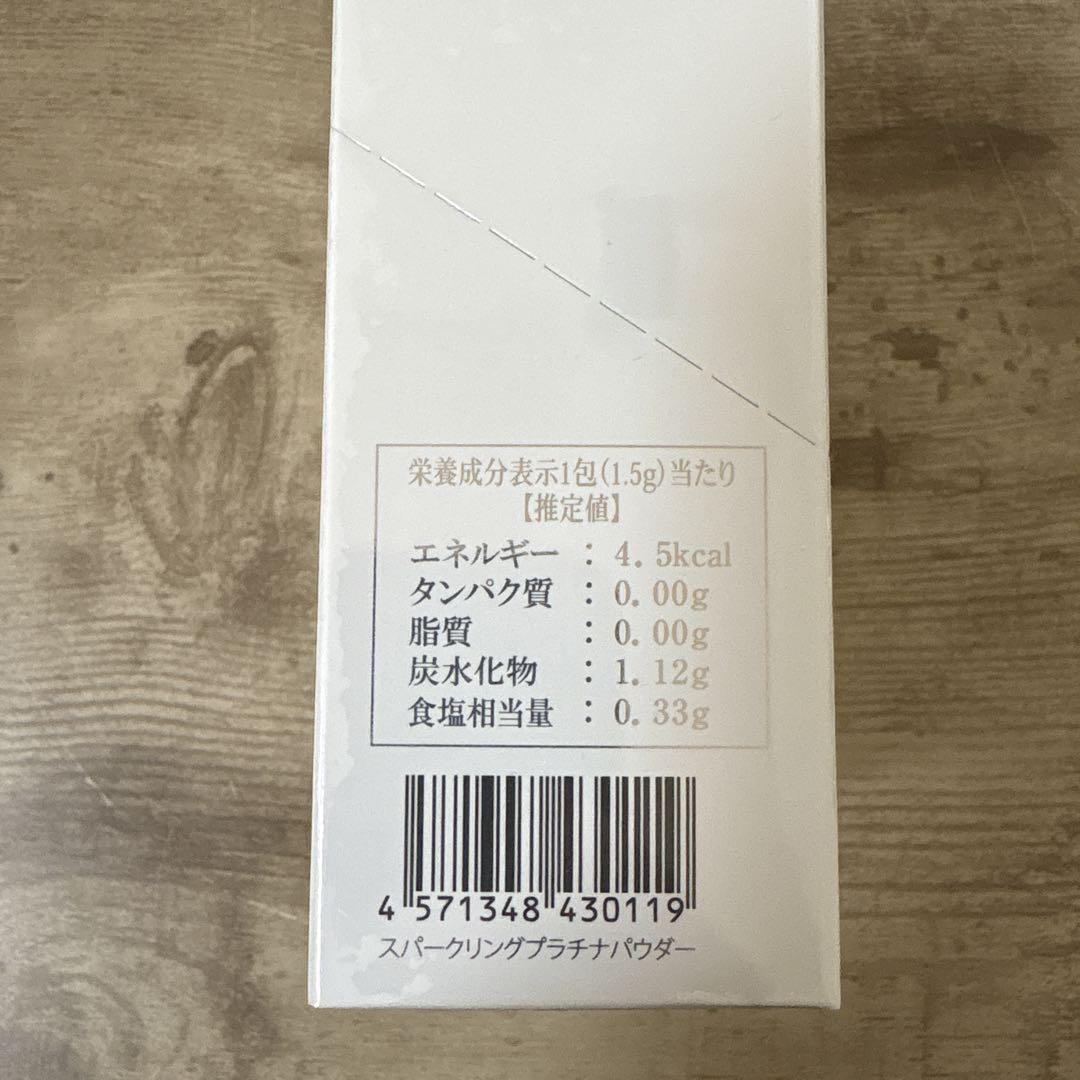 栄養成分表示1包(1.5g)当たり
【推定値】
エネルギー : 4.5kcal
タンパク質 : 0.00g
脂質 : 0.00g
炭水化物 : 1.12g
食塩相当量 : 0.33g
4 571348 430119
スパークリングプラチナパウダー